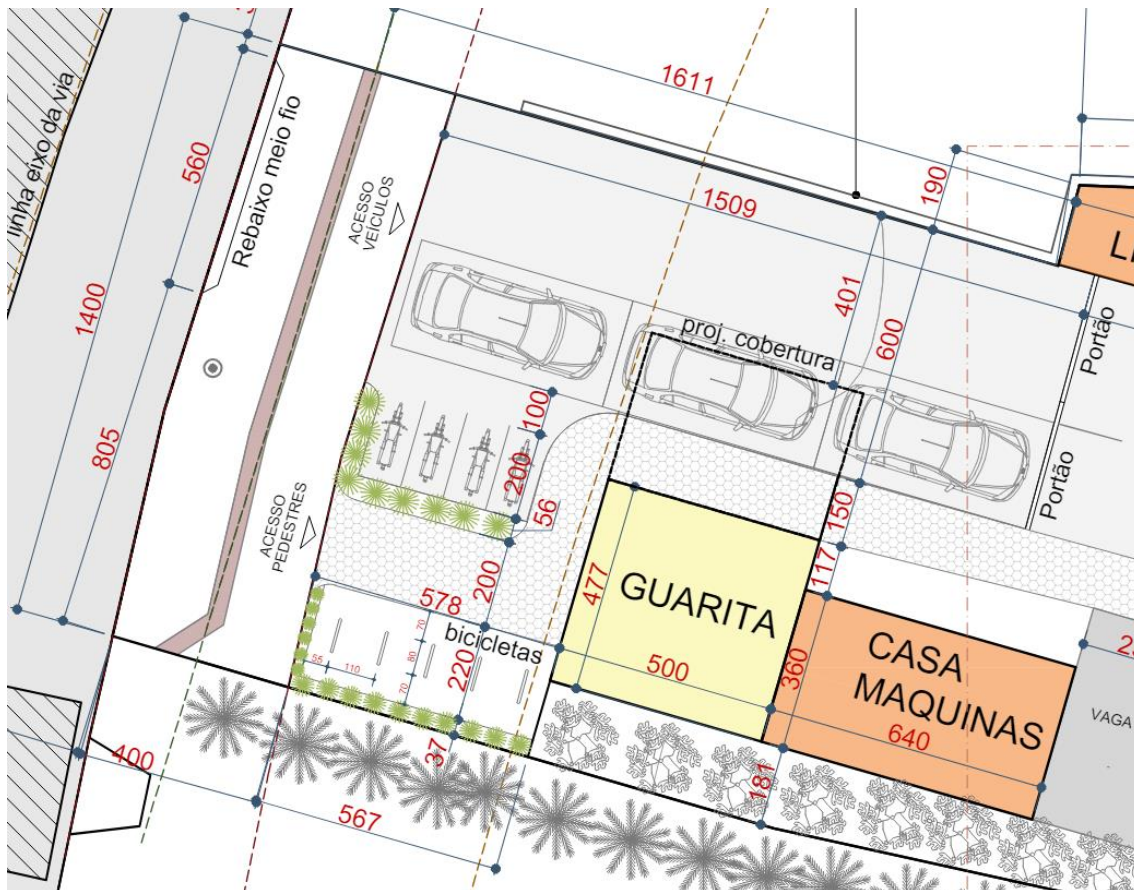 1611
linha eixo da via
560
Rebaixo meio fio
190
ACESSO
VEÍCULOS
1509
1400
401
600
proj. cobertura
Portão
Portão
805
100
200
56
150
117
ACESSO
PEDESTRES
200
477
GUARITA
578
bicicletas
70
80
70
55
110
220
500
360
CASA
MAQUINAS
640
VAGA
400
37
181
567